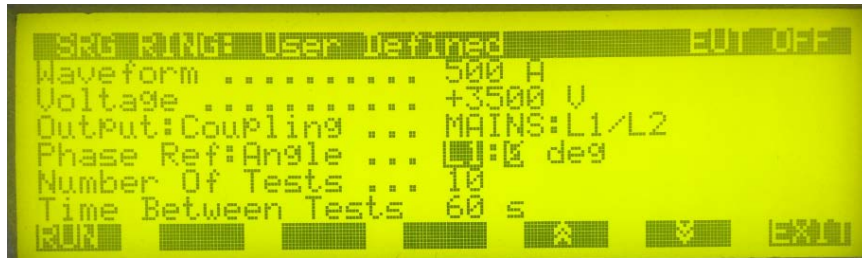 SRG RING: User Defined EUT OFF
Waveform .......... 500 A
Voltage ........... +3500 V
Output:Coupling ... MAINS:L1/L2
Phase Ref:Angle ... L1:0 deg
Number Of Tests ... 10
Time Between Tests 60 s
RUN EXIT